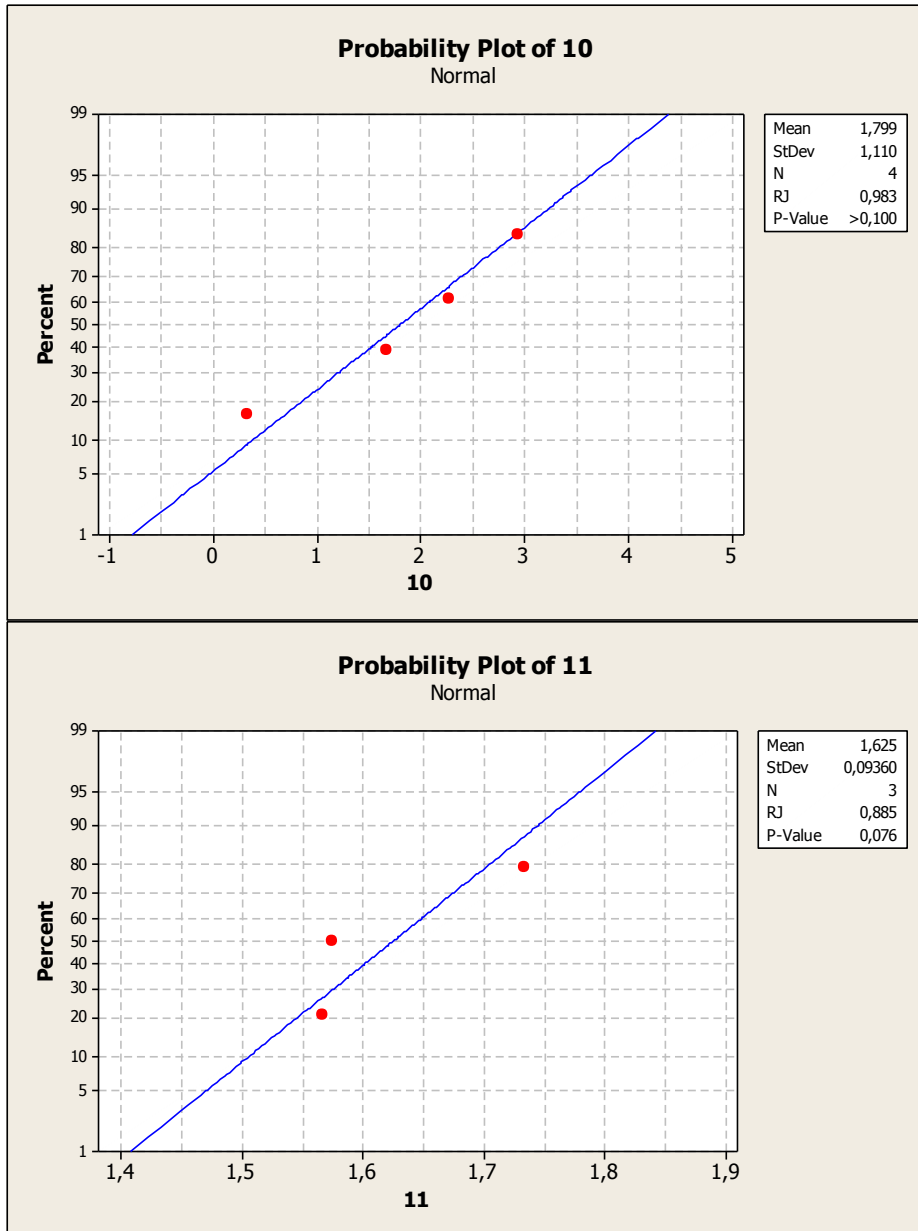 Probability Plot of 10
Normal
99
95
90
80
70
60
50
40
30
20
10
5
1
Percent
-1 0 1 2 3 4 5
10
Mean 1,799
StDev 1,110
N 4
RJ 0,983
P-Value >0,100
Probability Plot of 11
Normal
99
95
90
80
70
60
50
40
30
20
10
5
1
Percent
1,4 1,5 1,6 1,7 1,8 1,9
11
Mean 1,625
StDev 0,09360
N 3
RJ 0,885
P-Value 0,076